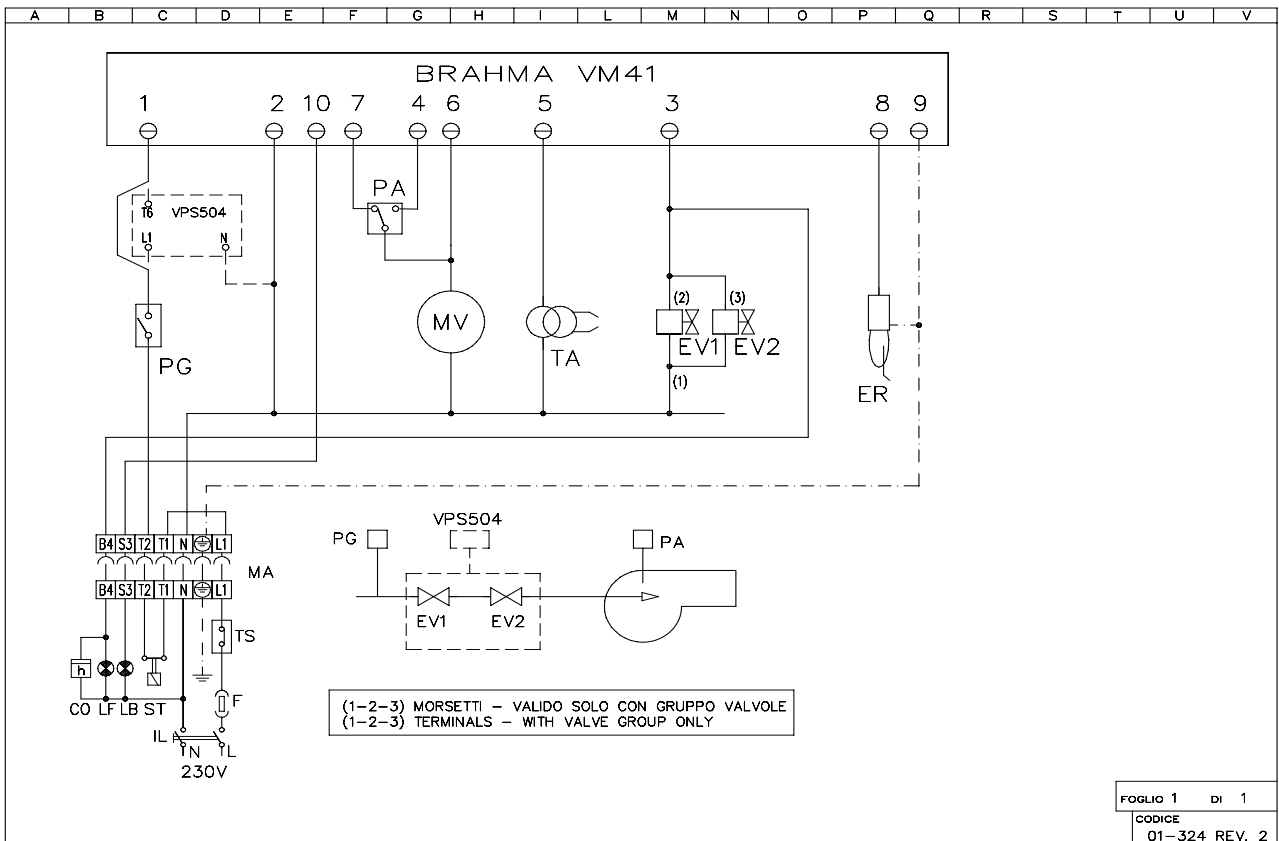 A B C D E F G H I L M N O P Q R S T U V
BRAHMA VM41
1 2 10 7 4 6 5 3 8 9
PA
T6 VPS504
L1 N
(2) (3)
MV
EV1 EV2
TA
PG
(1)
ER
VPS504
PG PA
B4 S3 T2 T1 N L1
MA
B4 S3 T2 T1 N L1
EV1 EV2
TS
h
F
CO LF LB ST
(1-2-3) MORSETTI - VALIDO SOLO CON GRUPPO VALVOLE
(1-2-3) TERMINALS - WITH VALVE GROUP ONLY
IL
N L
230V
FOGLIO 1 DI 1
CODICE
01-324 REV. 2